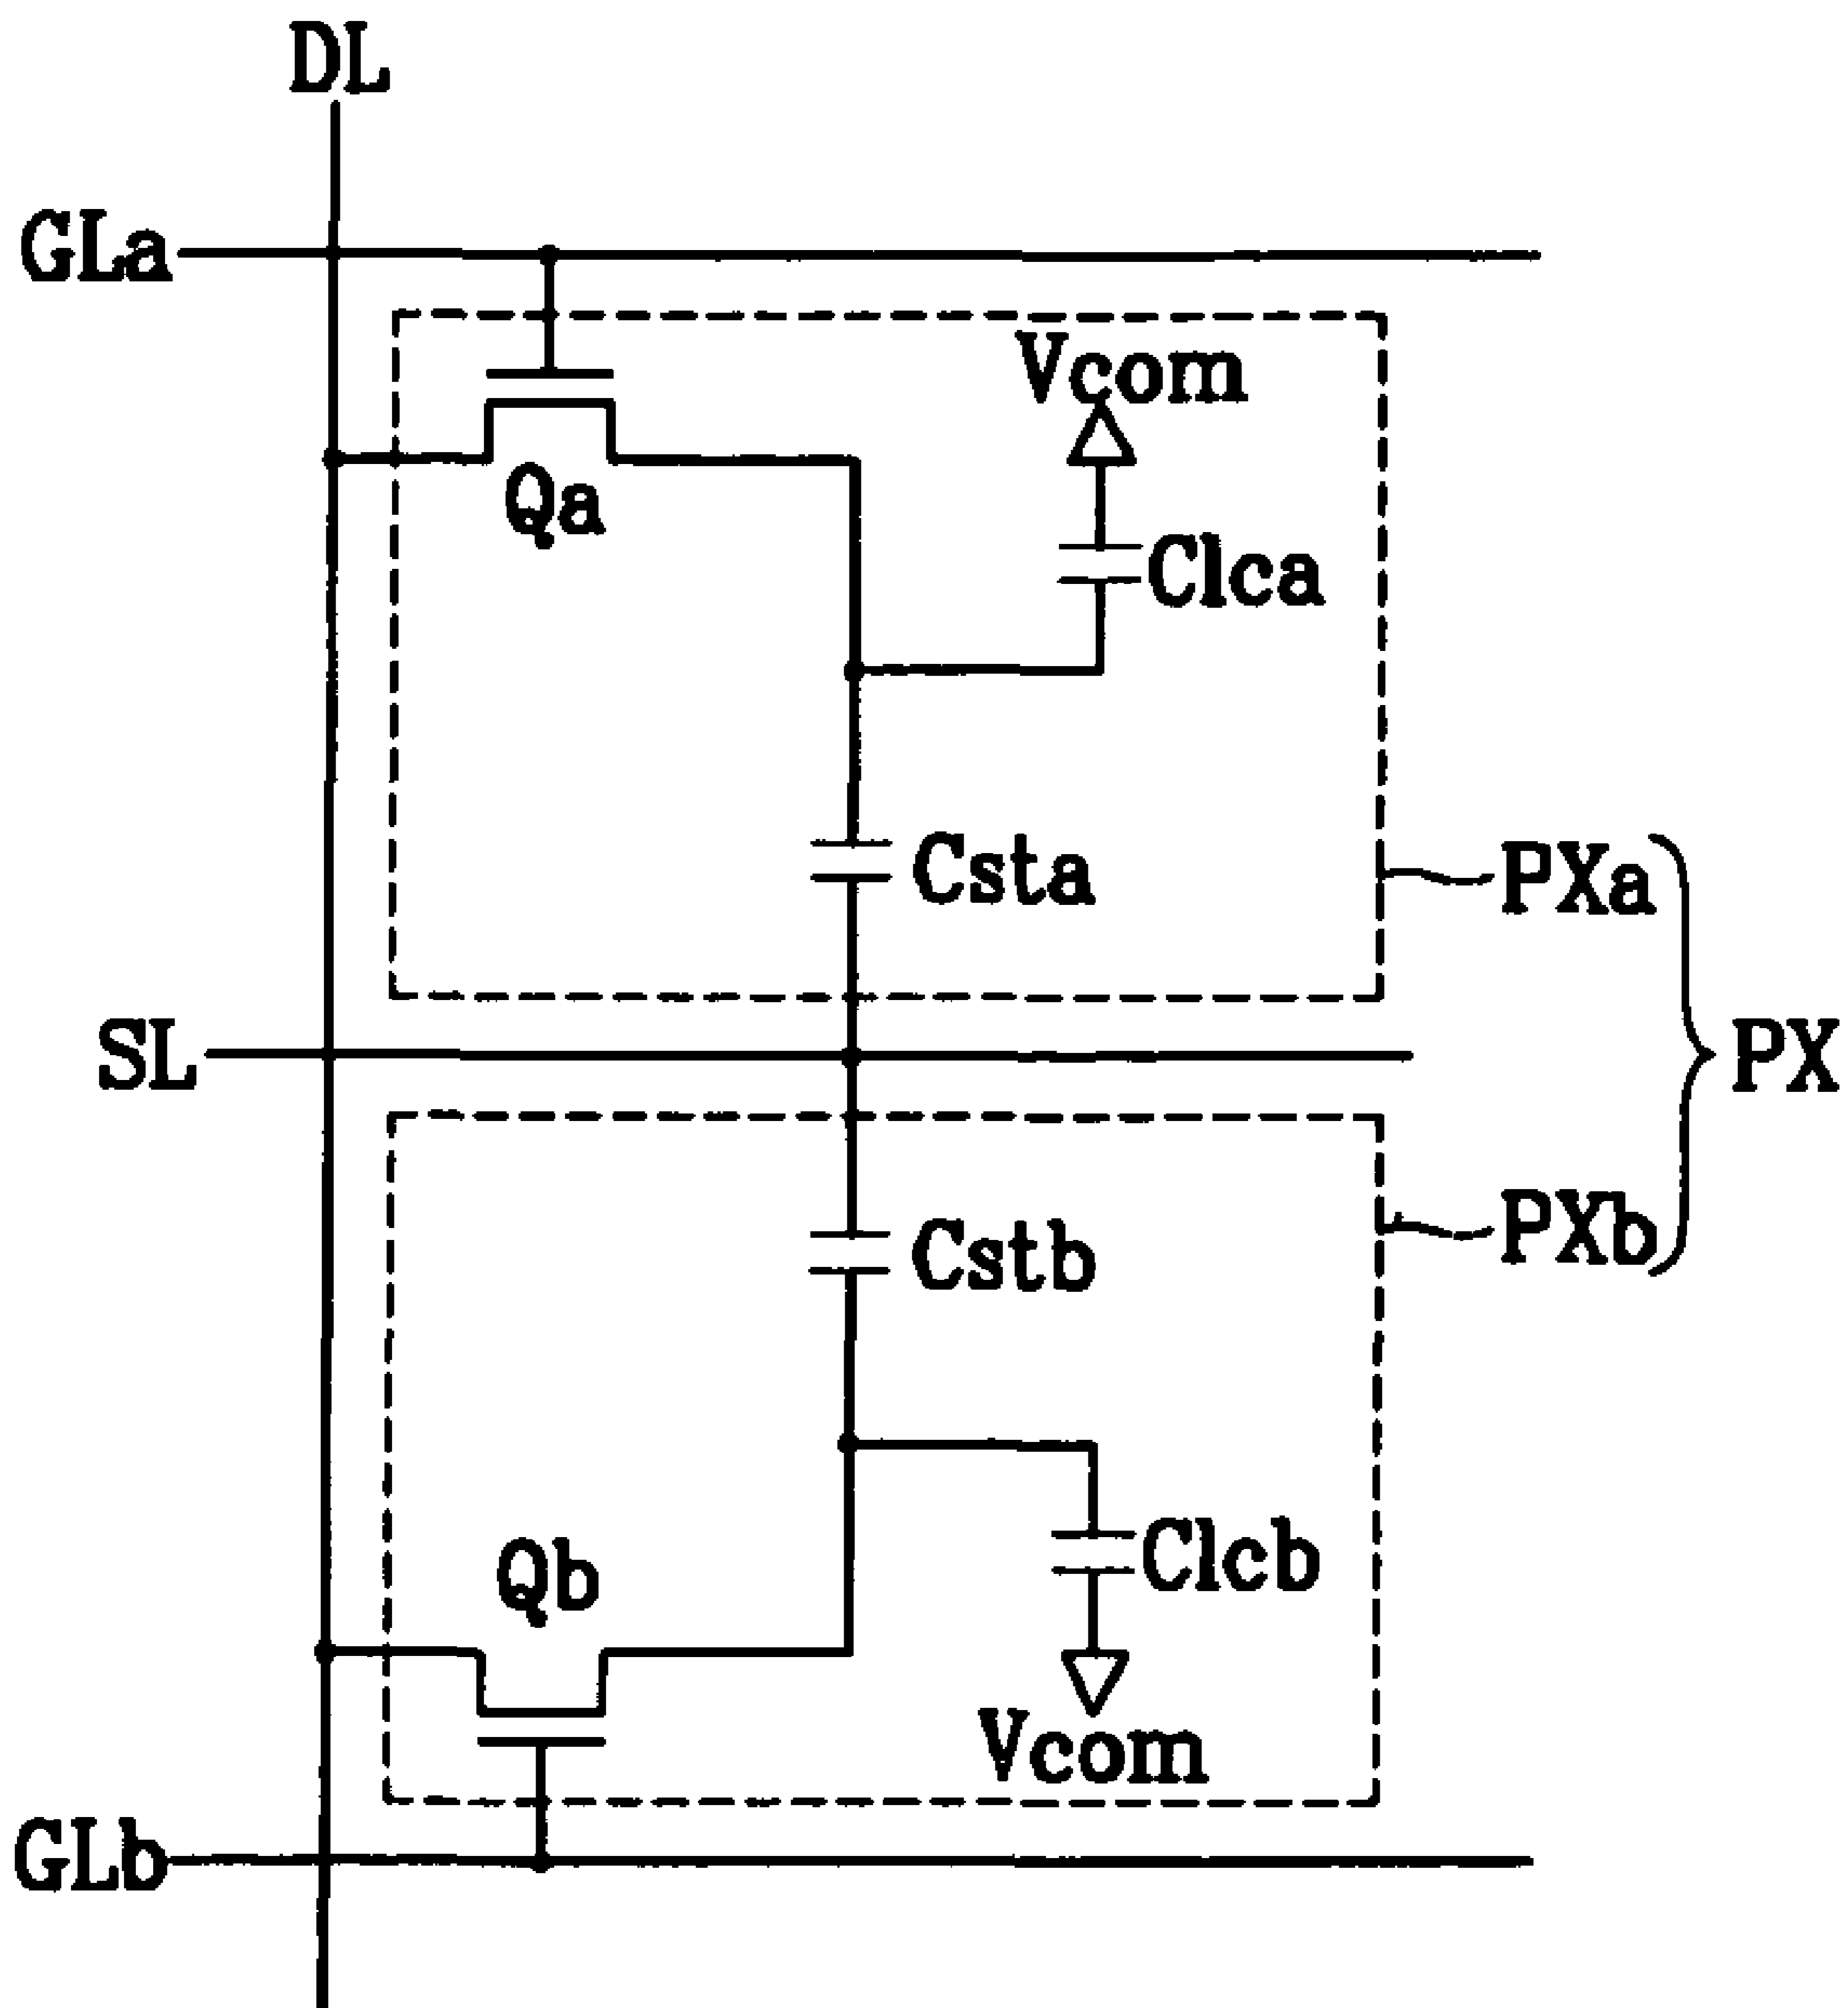 DL
GLa
Vcom
Qa
Clca
Csta
PXa
SL
PX
Cstb
PXb
Qb
Clcb
Vcom
GLb